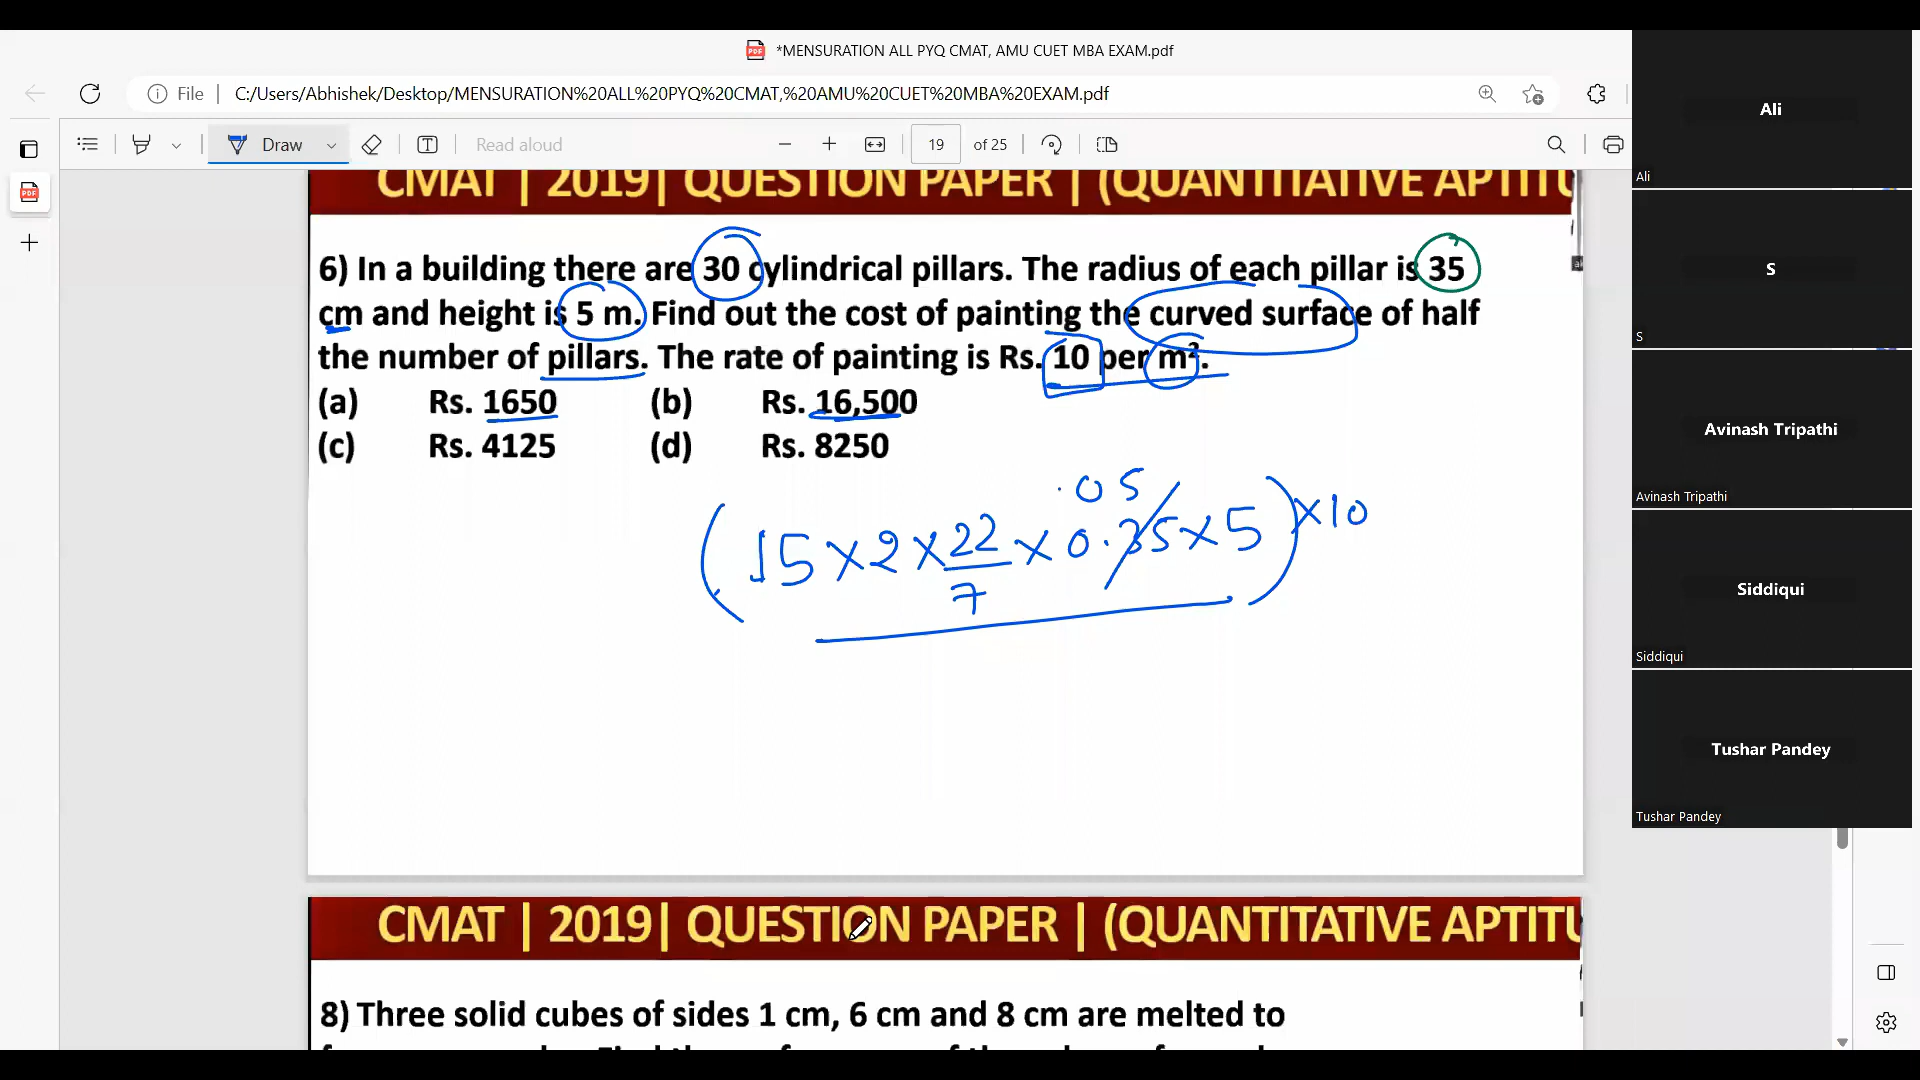 *MENSURATION ALL PYQ CMAT, AMU CUET MBA EXAM.pdf
File | C:/Users/Abhishek/Desktop/MENSURATION%20ALL%20PYQ%20CMAT,%20AMU%20CUET%20MBA%20EXAM.pdf
Draw Read aloud 19 of 25
CMAT | 2019| QUESTION PAPER | (QUANTITATIVE APTITU
6) In a building there are 30 cylindrical pillars. The radius of each pillar is 35
cm and height is 5 m. Find out the cost of painting the curved surface of half
the number of pillars. The rate of painting is Rs. 10 per m².
(a) Rs. 1650 (b) Rs. 16,500
(c) Rs. 4125 (d) Rs. 8250
.05
(15×2×22/7×0.35×5)×10
CMAT | 2019| QUESTION PAPER | (QUANTITATIVE APTITU
8) Three solid cubes of sides 1 cm, 6 cm and 8 cm are melted to
Ali
Ali
S
S
Avinash Tripathi
Avinash Tripathi
Siddiqui
Siddiqui
Tushar Pandey
Tushar Pandey